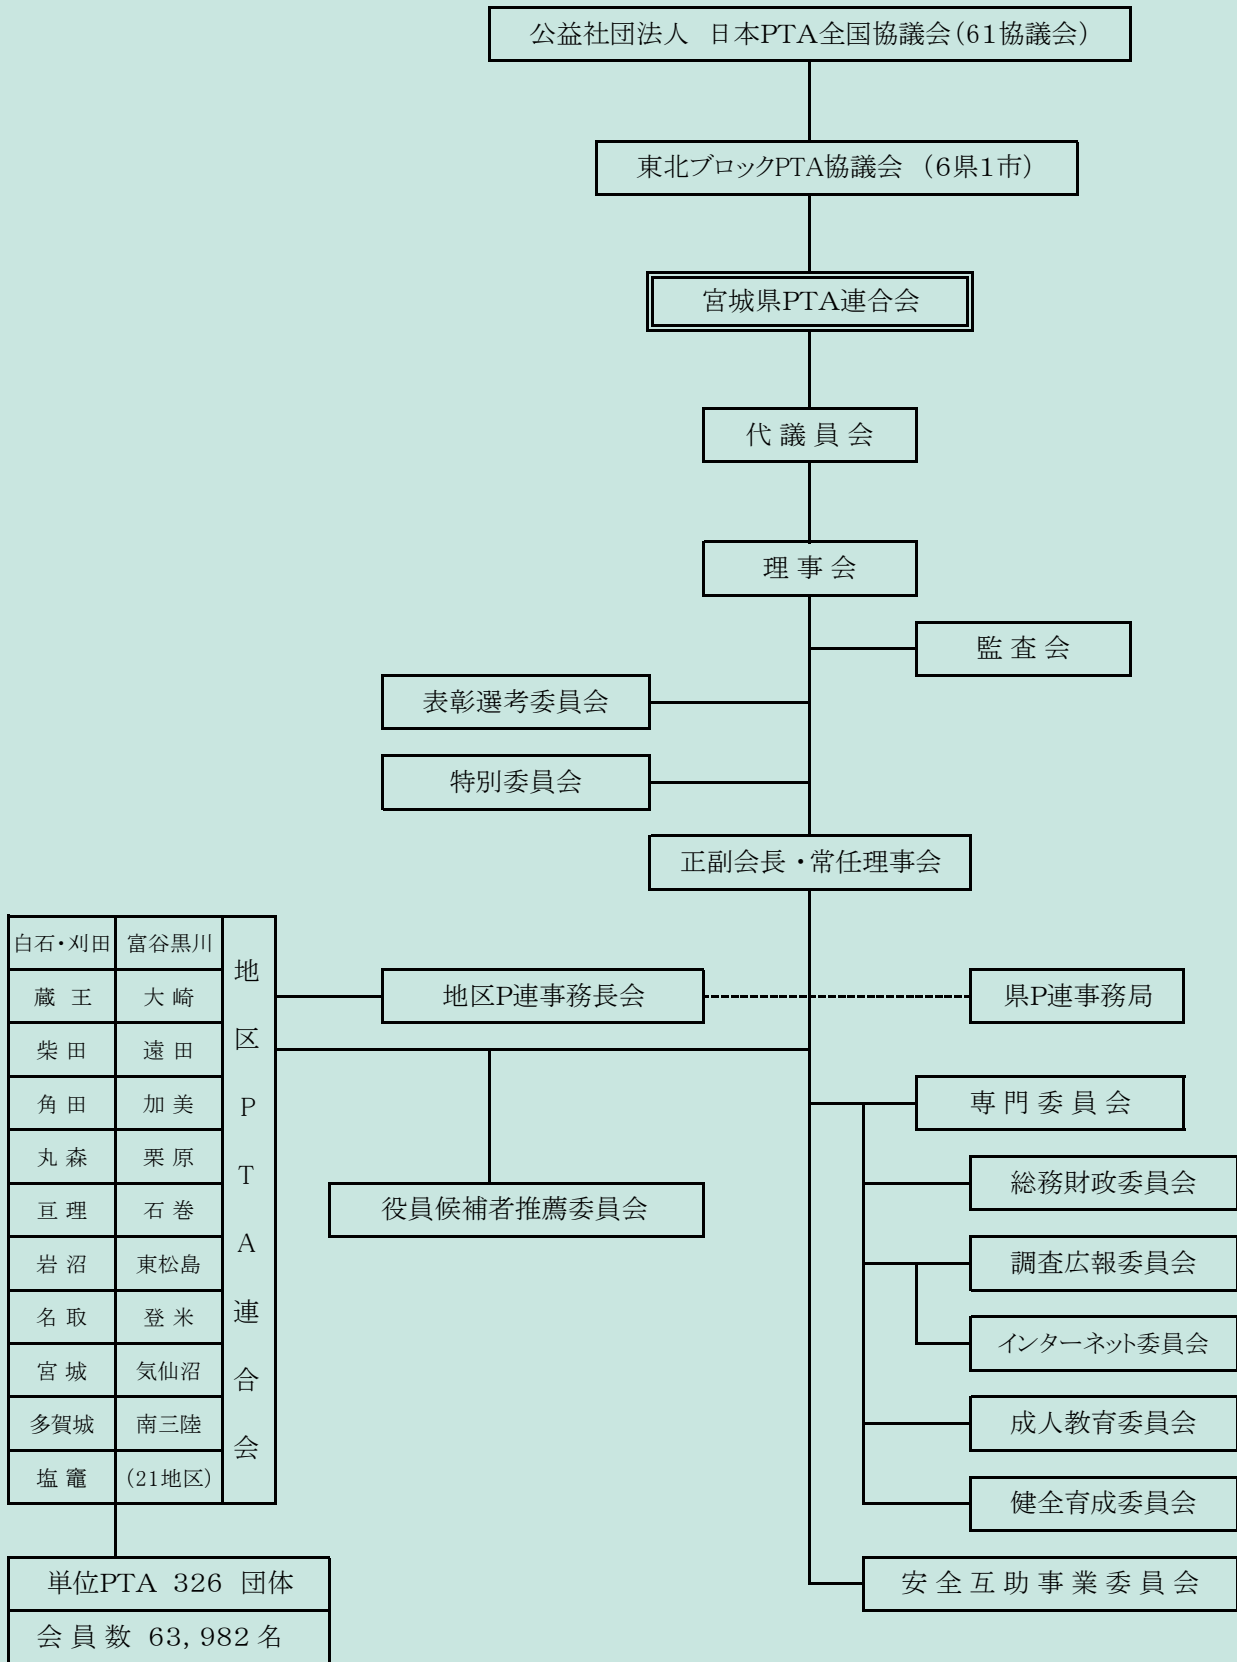 公益社団法人 日本PTA全国協議会(61協議会)
東北ブロックPTA協議会 (6県1市)
宮城県PTA連合会
代議員会
理事会
監査会
表彰選考委員会
特別委員会
正副会長・常任理事会
白石・刈田 富谷黒川
蔵王 大崎
柴田 遠田
角田 加美
丸森 栗原
亘理 石巻
岩沼 東松島
名取 登米
宮城 気仙沼
多賀城 南三陸
塩竈 (21地区)
地区PTA連合会
地区P連事務長会
県P連事務局
専門委員会
役員候補者推薦委員会
総務財政委員会
調査広報委員会
インターネット委員会
成人教育委員会
健全育成委員会
安全互助事業委員会
単位PTA 326 団体
会員数 63,982名